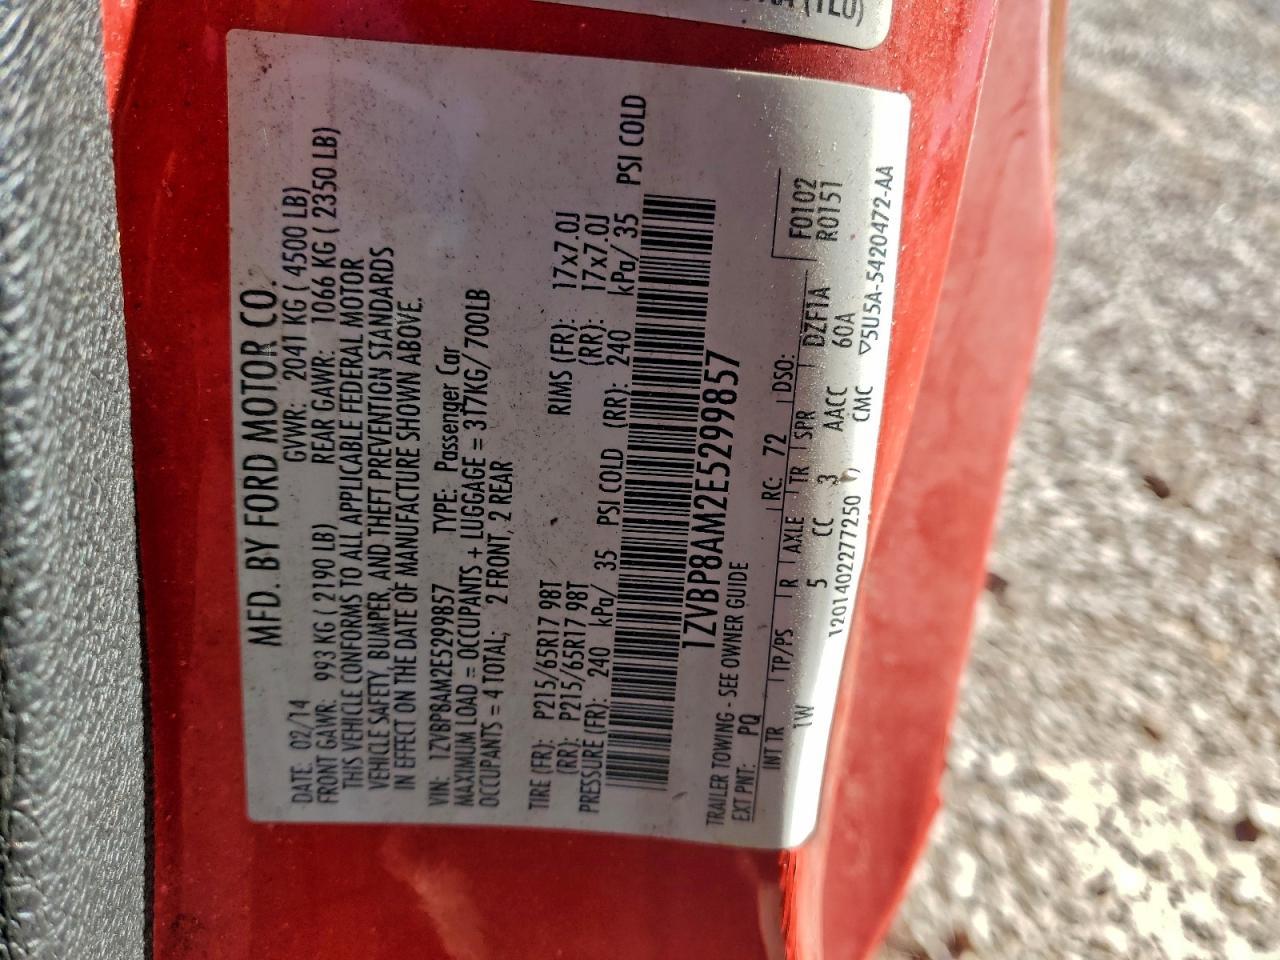 (TEU)
MFD. BY FORD MOTOR CO.
DATE: 02/14 GVWR: 2041 KG ( 4500 LB)
FRONT GAWR: 993 KG ( 2190 LB) REAR GAWR: 1066 KG ( 2350 LB)
THIS VEHICLE CONFORMS TO ALL APPLICABLE FEDERAL MOTOR
VEHICLE SAFETY, BUMPER, AND THEFT PREVENTION STANDARDS
IN EFFECT ON THE DATE OF MANUFACTURE SHOWN ABOVE.
VIN: 1ZVBP8AM2E5299857 TYPE: Passenger Car
MAXIMUM LOAD = OCCUPANTS + LUGGAGE = 317KG/700LB
OCCUPANTS = 4 TOTAL; 2 FRONT, 2 REAR
TIRE (FR): P215/65R17 98T RIMS (FR): 17x7.0J
(RR): P215/65R17 98T (RR): 17x7.0J
PRESSURE (FR): 240 kPa/ 35 PSI COLD (RR): 240 kPa/ 35 PSI COLD
1ZVBP8AM2E5299857
TRAILER TOWING - SEE OWNER GUIDE
EXT PNT: PQ RC: 72 DSO: F0102
INT TR TP/PS R AXLE TR SPR DZF1A R0151
TW 5 CC 3 AACC 60A
1201402277250 CMC ▽5U5A-5420472-AA